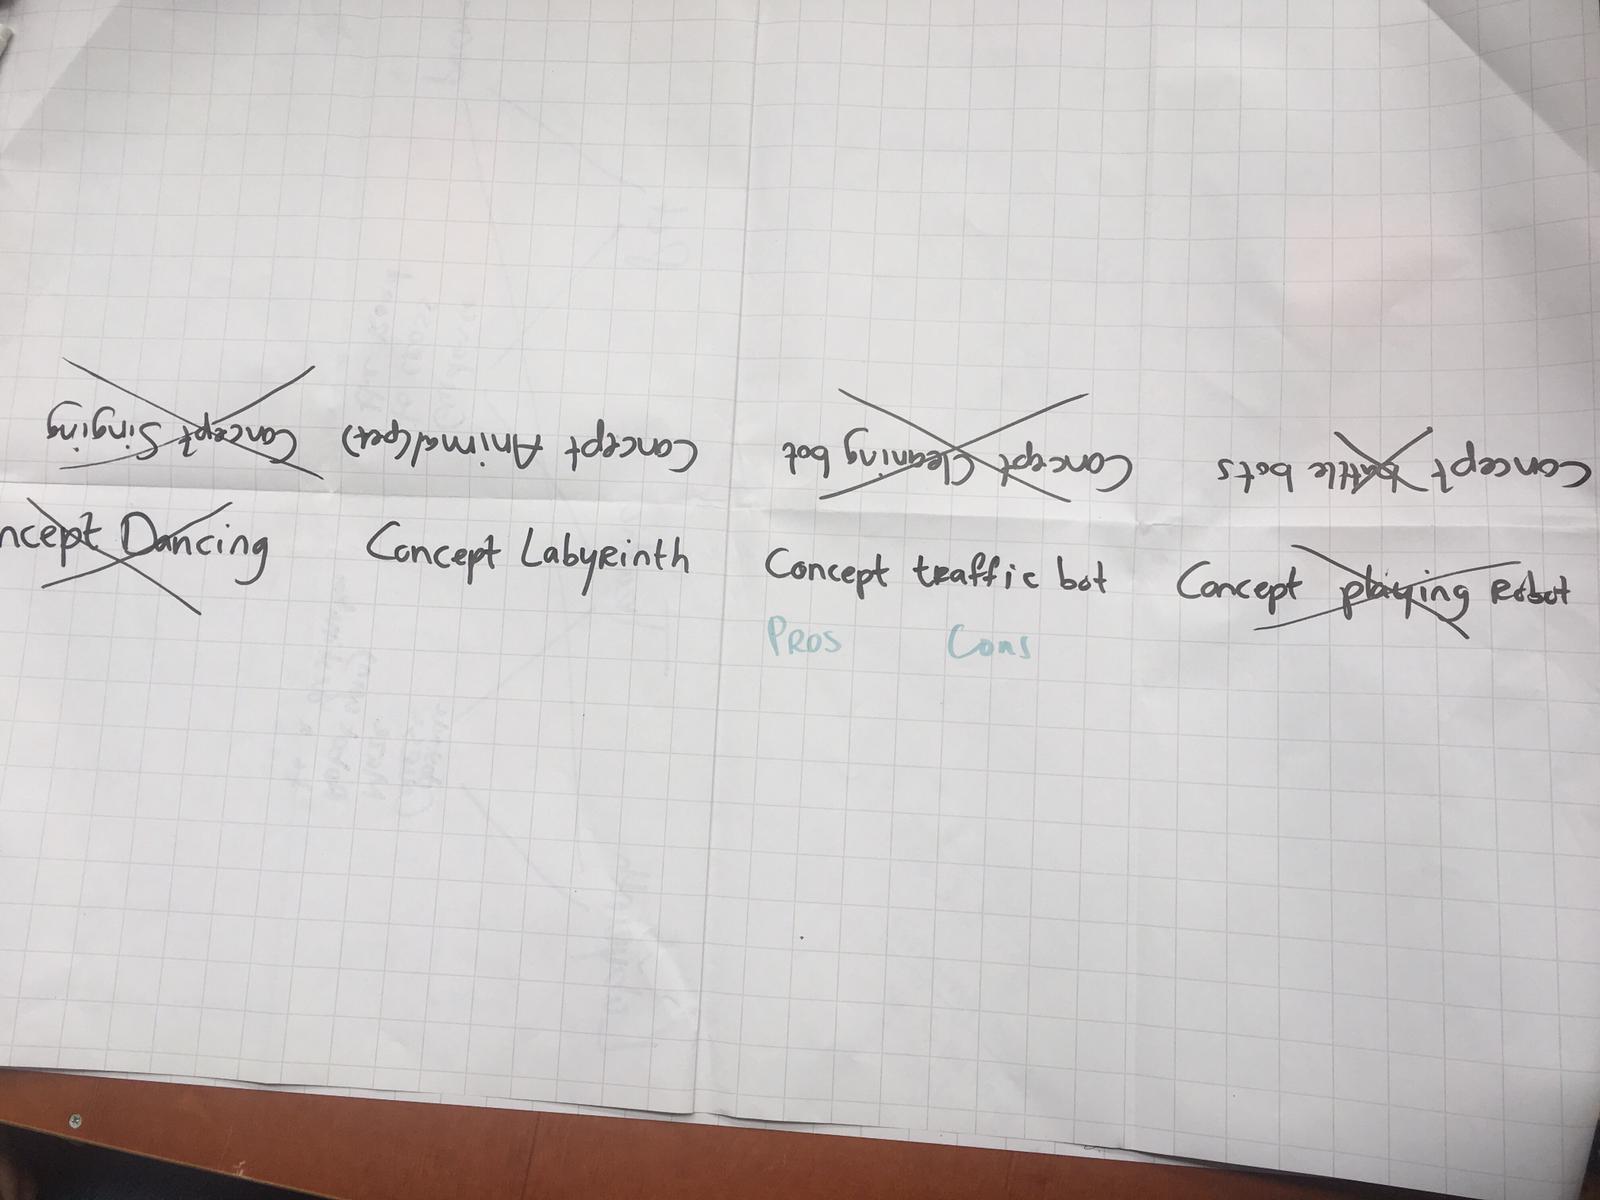 Concept Singing
Concept Animal(pet)
Concept Cleaning bot
Concept battle bots
ncept Dancing
Concept Labyrinth
Concept traffic bot
Concept playing Robot
Pros Cons